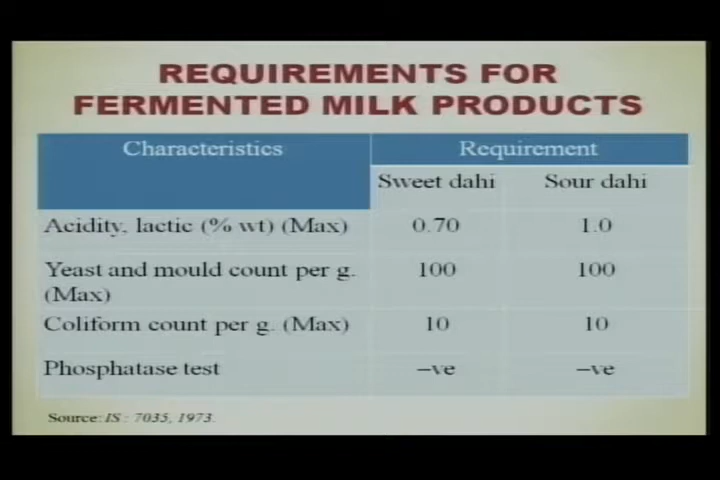 REQUIREMENTS FOR
FERMENTED MILK PRODUCTS
Characteristics Requirement
Sweet dahi Sour dahi
Acidity, lactic (% wt) (Max) 0.70 1.0
Yeast and mould count per g. 100 100
(Max)
Coliform count per g. (Max) 10 10
Phosphatase test –ve –ve
Source: IS : 7035, 1973.